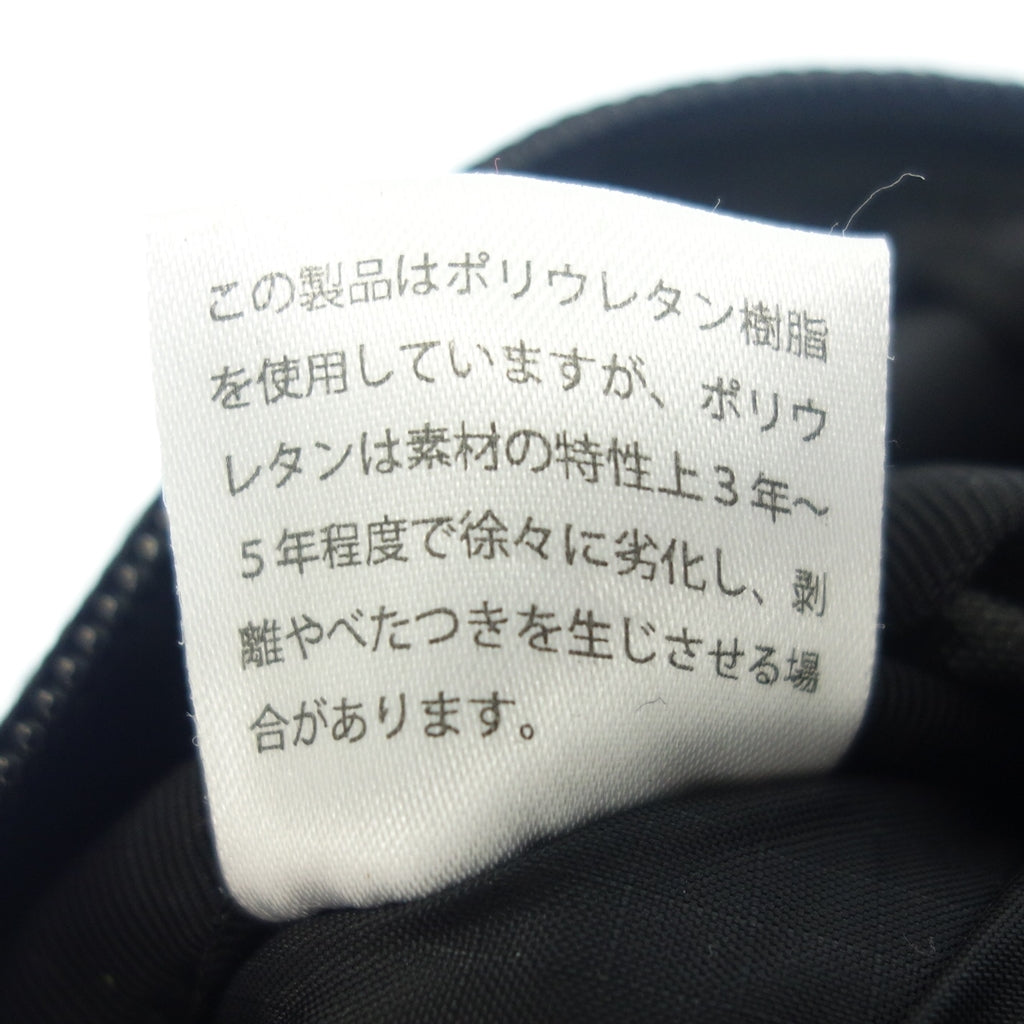 この製品はポリウレタン樹脂
を使用していますが、ポリウ
レタンは素材の特性上3年～
5年程度で徐々に劣化し、剥
離やべたつきを生じさせる場
合があります。